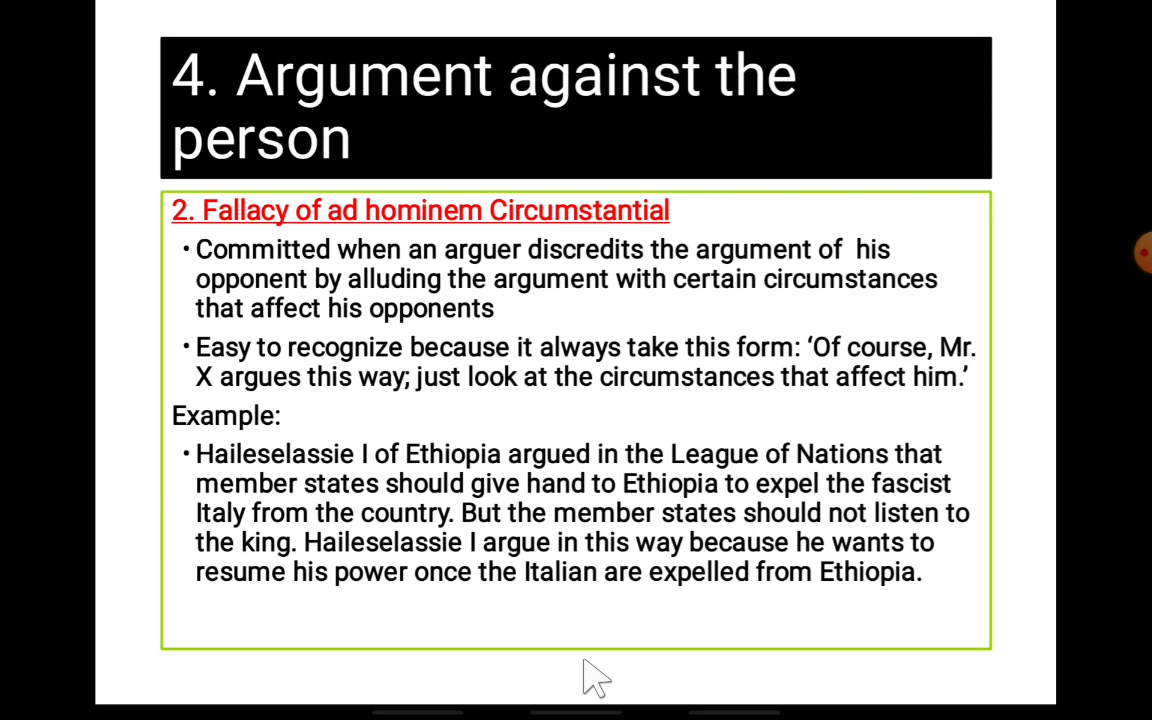 4. Argument against the
person
2. Fallacy of ad hominem Circumstantial
• Committed when an arguer discredits the argument of his
opponent by alluding the argument with certain circumstances
that affect his opponents
• Easy to recognize because it always take this form: ‘Of course, Mr.
X argues this way; just look at the circumstances that affect him.’
Example:
• Haileselassie I of Ethiopia argued in the League of Nations that
member states should give hand to Ethiopia to expel the fascist
Italy from the country. But the member states should not listen to
the king. Haileselassie I argue in this way because he wants to
resume his power once the Italian are expelled from Ethiopia.